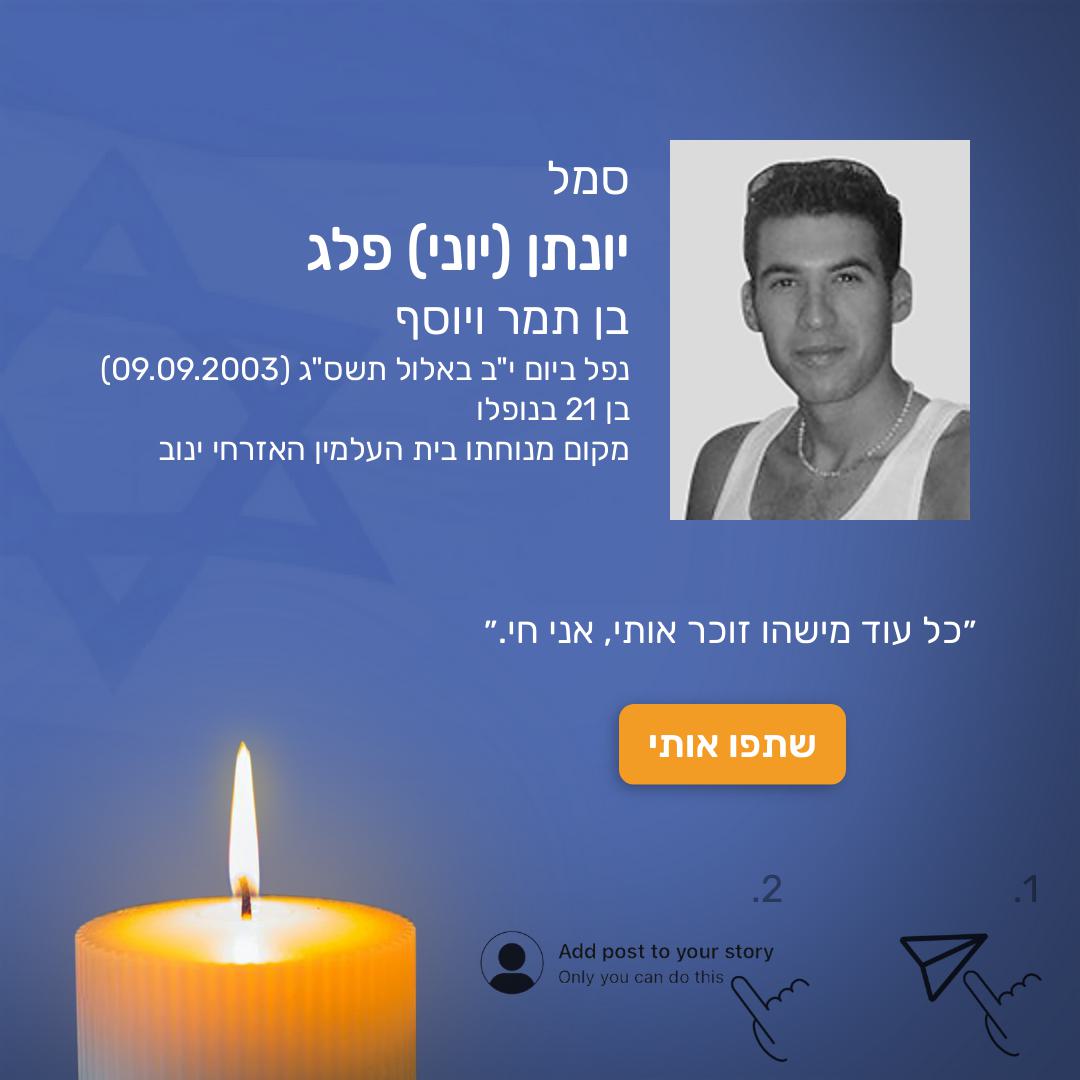 סמל
יונתן (יוני) פלג
בן תמר ויוסף
נפל ביום י"ב באלול תשס"ג (09.09.2003)
בן 21 בנופלו
מקום מנוחתו בית העלמין האזרחי ינוב
״כל עוד מישהו זוכר אותי, אני חי.״
שתפו אותי
1.
2.
Add post to your story
Only you can do this